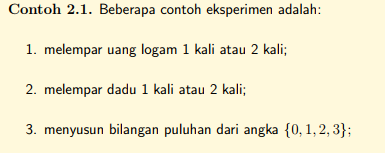 Contoh 2.1. Beberapa contoh eksperimen adalah:
1. melempar uang logam 1 kali atau 2 kali;
2. melempar dadu 1 kali atau 2 kali;
3. menyusun bilangan puluhan dari angka {0, 1, 2, 3};